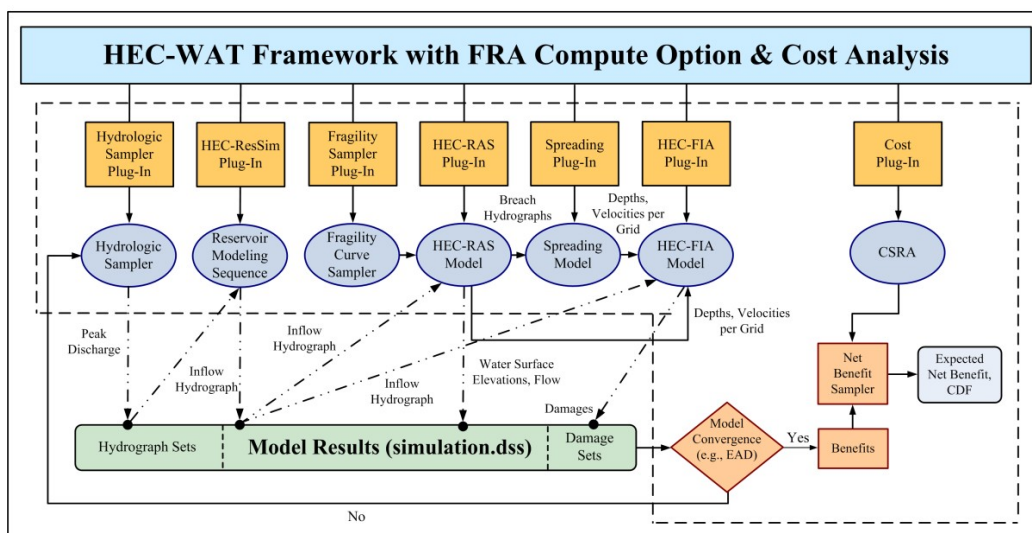 HEC-WAT Framework with FRA Compute Option & Cost Analysis
Hydrologic
Sampler
Plug-In
HEC-ResSim
Plug-In
Fragility
Sampler
Plug-In
HEC-RAS
Plug-In
Spreading
Plug-In
HEC-FIA
Plug-In
Cost
Plug-In
Breach
Hydrographs
Depths,
Velocities per
Grid
Hydrologic
Sampler
Reservoir
Modeling
Sequence
Fragility
Curve
Sampler
HEC-RAS
Model
Spreading
Model
HEC-FIA
Model
CSRA
Peak
Discharge
Inflow
Hydrograph
Inflow
Hydrograph
Inflow
Hydrograph
Water Surface
Elevations, Flow
Depths, Velocities
per Grid
Damages
Net
Benefit
Sampler
Expected
Net Benefit,
CDF
Hydrograph Sets
Model Results (simulation.dss)
Damage
Sets
Model
Convergence
(e.g., EAD)
Yes
Benefits
No